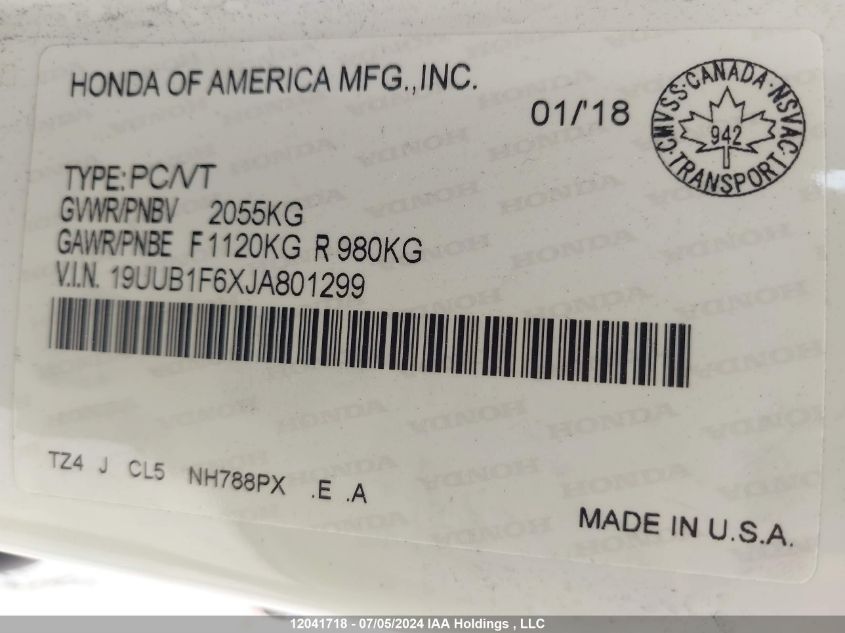 HONDA OF AMERICA MFG.,INC.
01/'18
·CMVSS·CANADA·NSVAC·
942
TRANSPORT
TYPE:PC/VT
GVWR/PNBV 2055KG
GAWR/PNBE F1120KG R980KG
V.I.N. 19UUB1F6XJA801299
TZ4 J CL5 NH788PX .E .A
MADE IN U.S.A.
12041718 - 07/05/2024 IAA Holdings , LLC